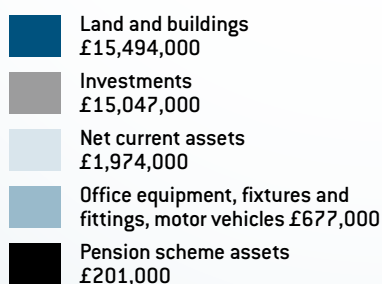 Land and buildings
£15,494,000
Investments
£15,047,000
Net current assets
£1,974,000
Office equipment, fixtures and
fittings, motor vehicles £677,000
Pension scheme assets
£201,000